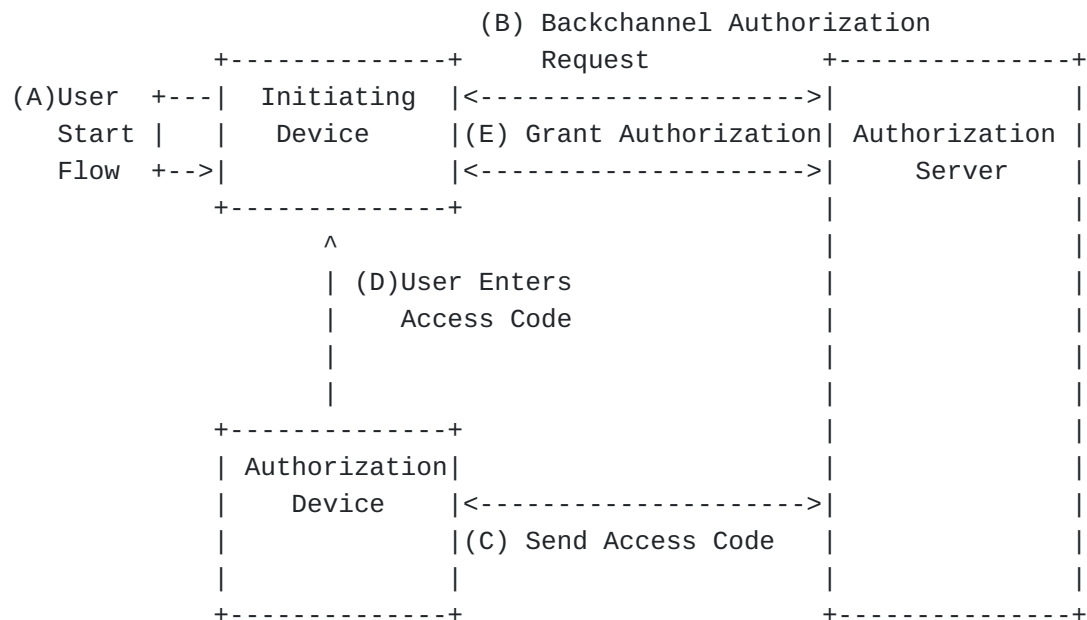 (B) Backchannel Authorization
+--------------+ Request +---------------+
(A)User +---| Initiating |<---------------------->| |
Start | | Device |(E) Grant Authorization| Authorization |
Flow +-->| |<---------------------->| Server |
+--------------+ | |
^ | |
| (D)User Enters | |
| Access Code | |
| | |
| | |
+--------------+ | |
| Authorization| | |
| Device |<---------------------->| |
| |(C) Send Access Code | |
| | | |
+--------------+ +---------------+